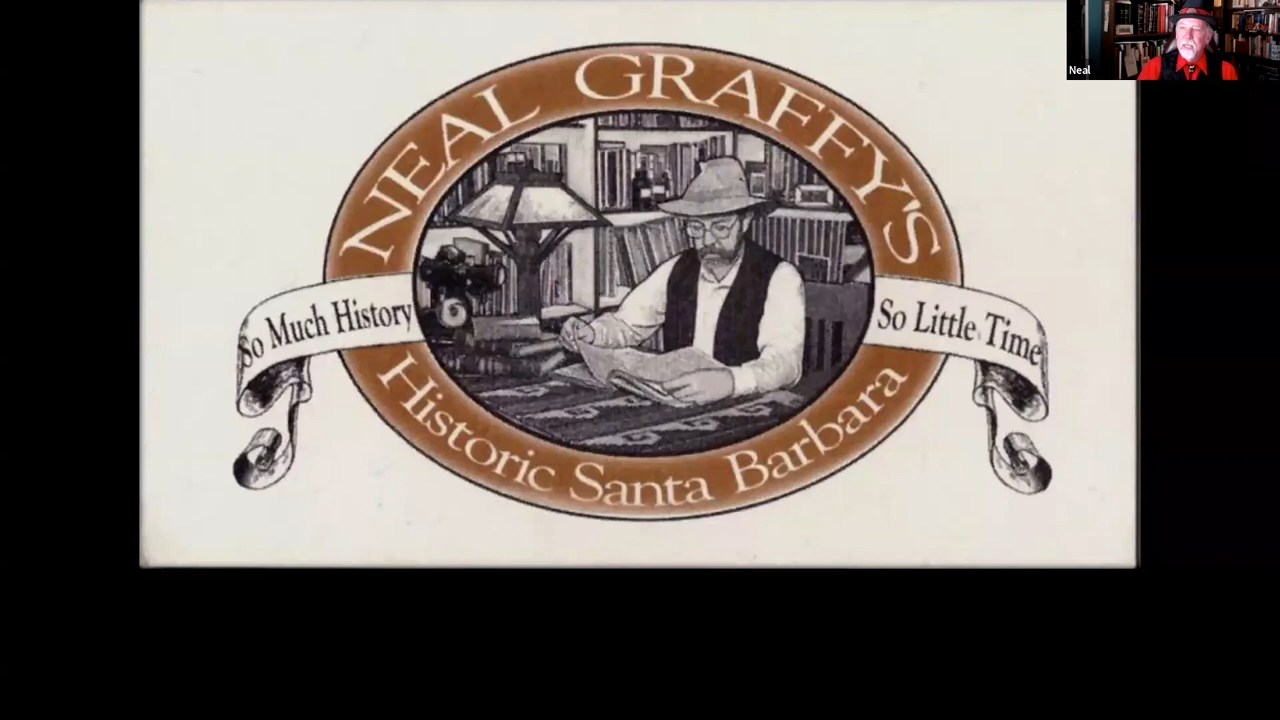 NEAL GRAFFY'S
So Much History
So Little Time
Historic Santa Barbara
Neal